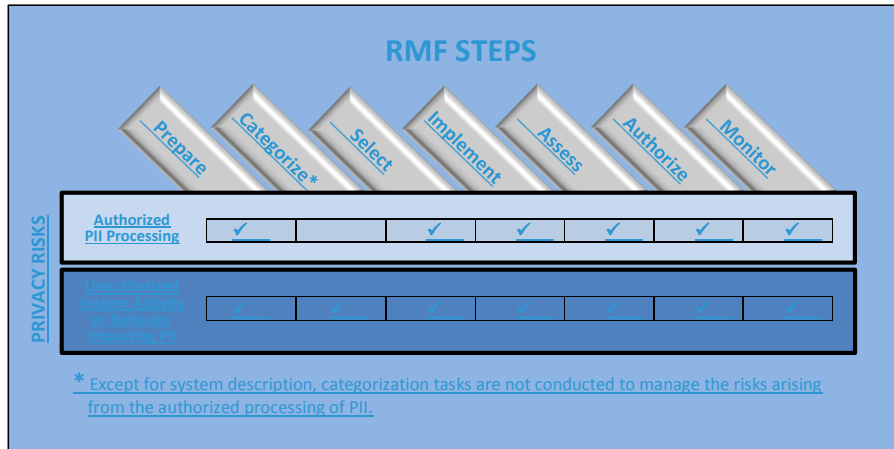 RMF STEPS
Prepare
Categorize*
Select
Implement
Assess
Authorize
Monitor
PRIVACY RISKS
Authorized
PII Processing
✓ ✓ ✓ ✓ ✓ ✓
Unauthorized
System Activity
or Behavior
Impacting PII
✓ ✓ ✓ ✓ ✓ ✓ ✓
* Except for system description, categorization tasks are not conducted to manage the risks arising
from the authorized processing of PII.